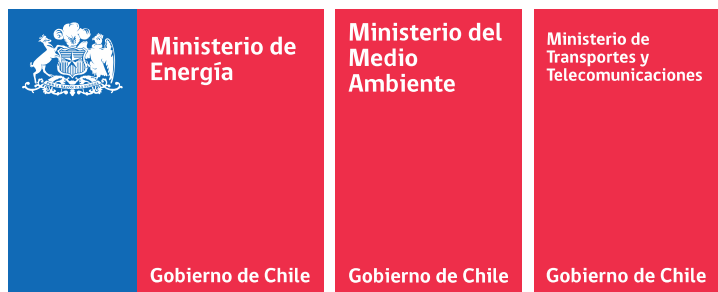 Ministerio de
Energía
Gobierno de Chile
Ministerio del
Medio
Ambiente
Gobierno de Chile
Ministerio de
Transportes y
Telecomunicaciones
Gobierno de Chile